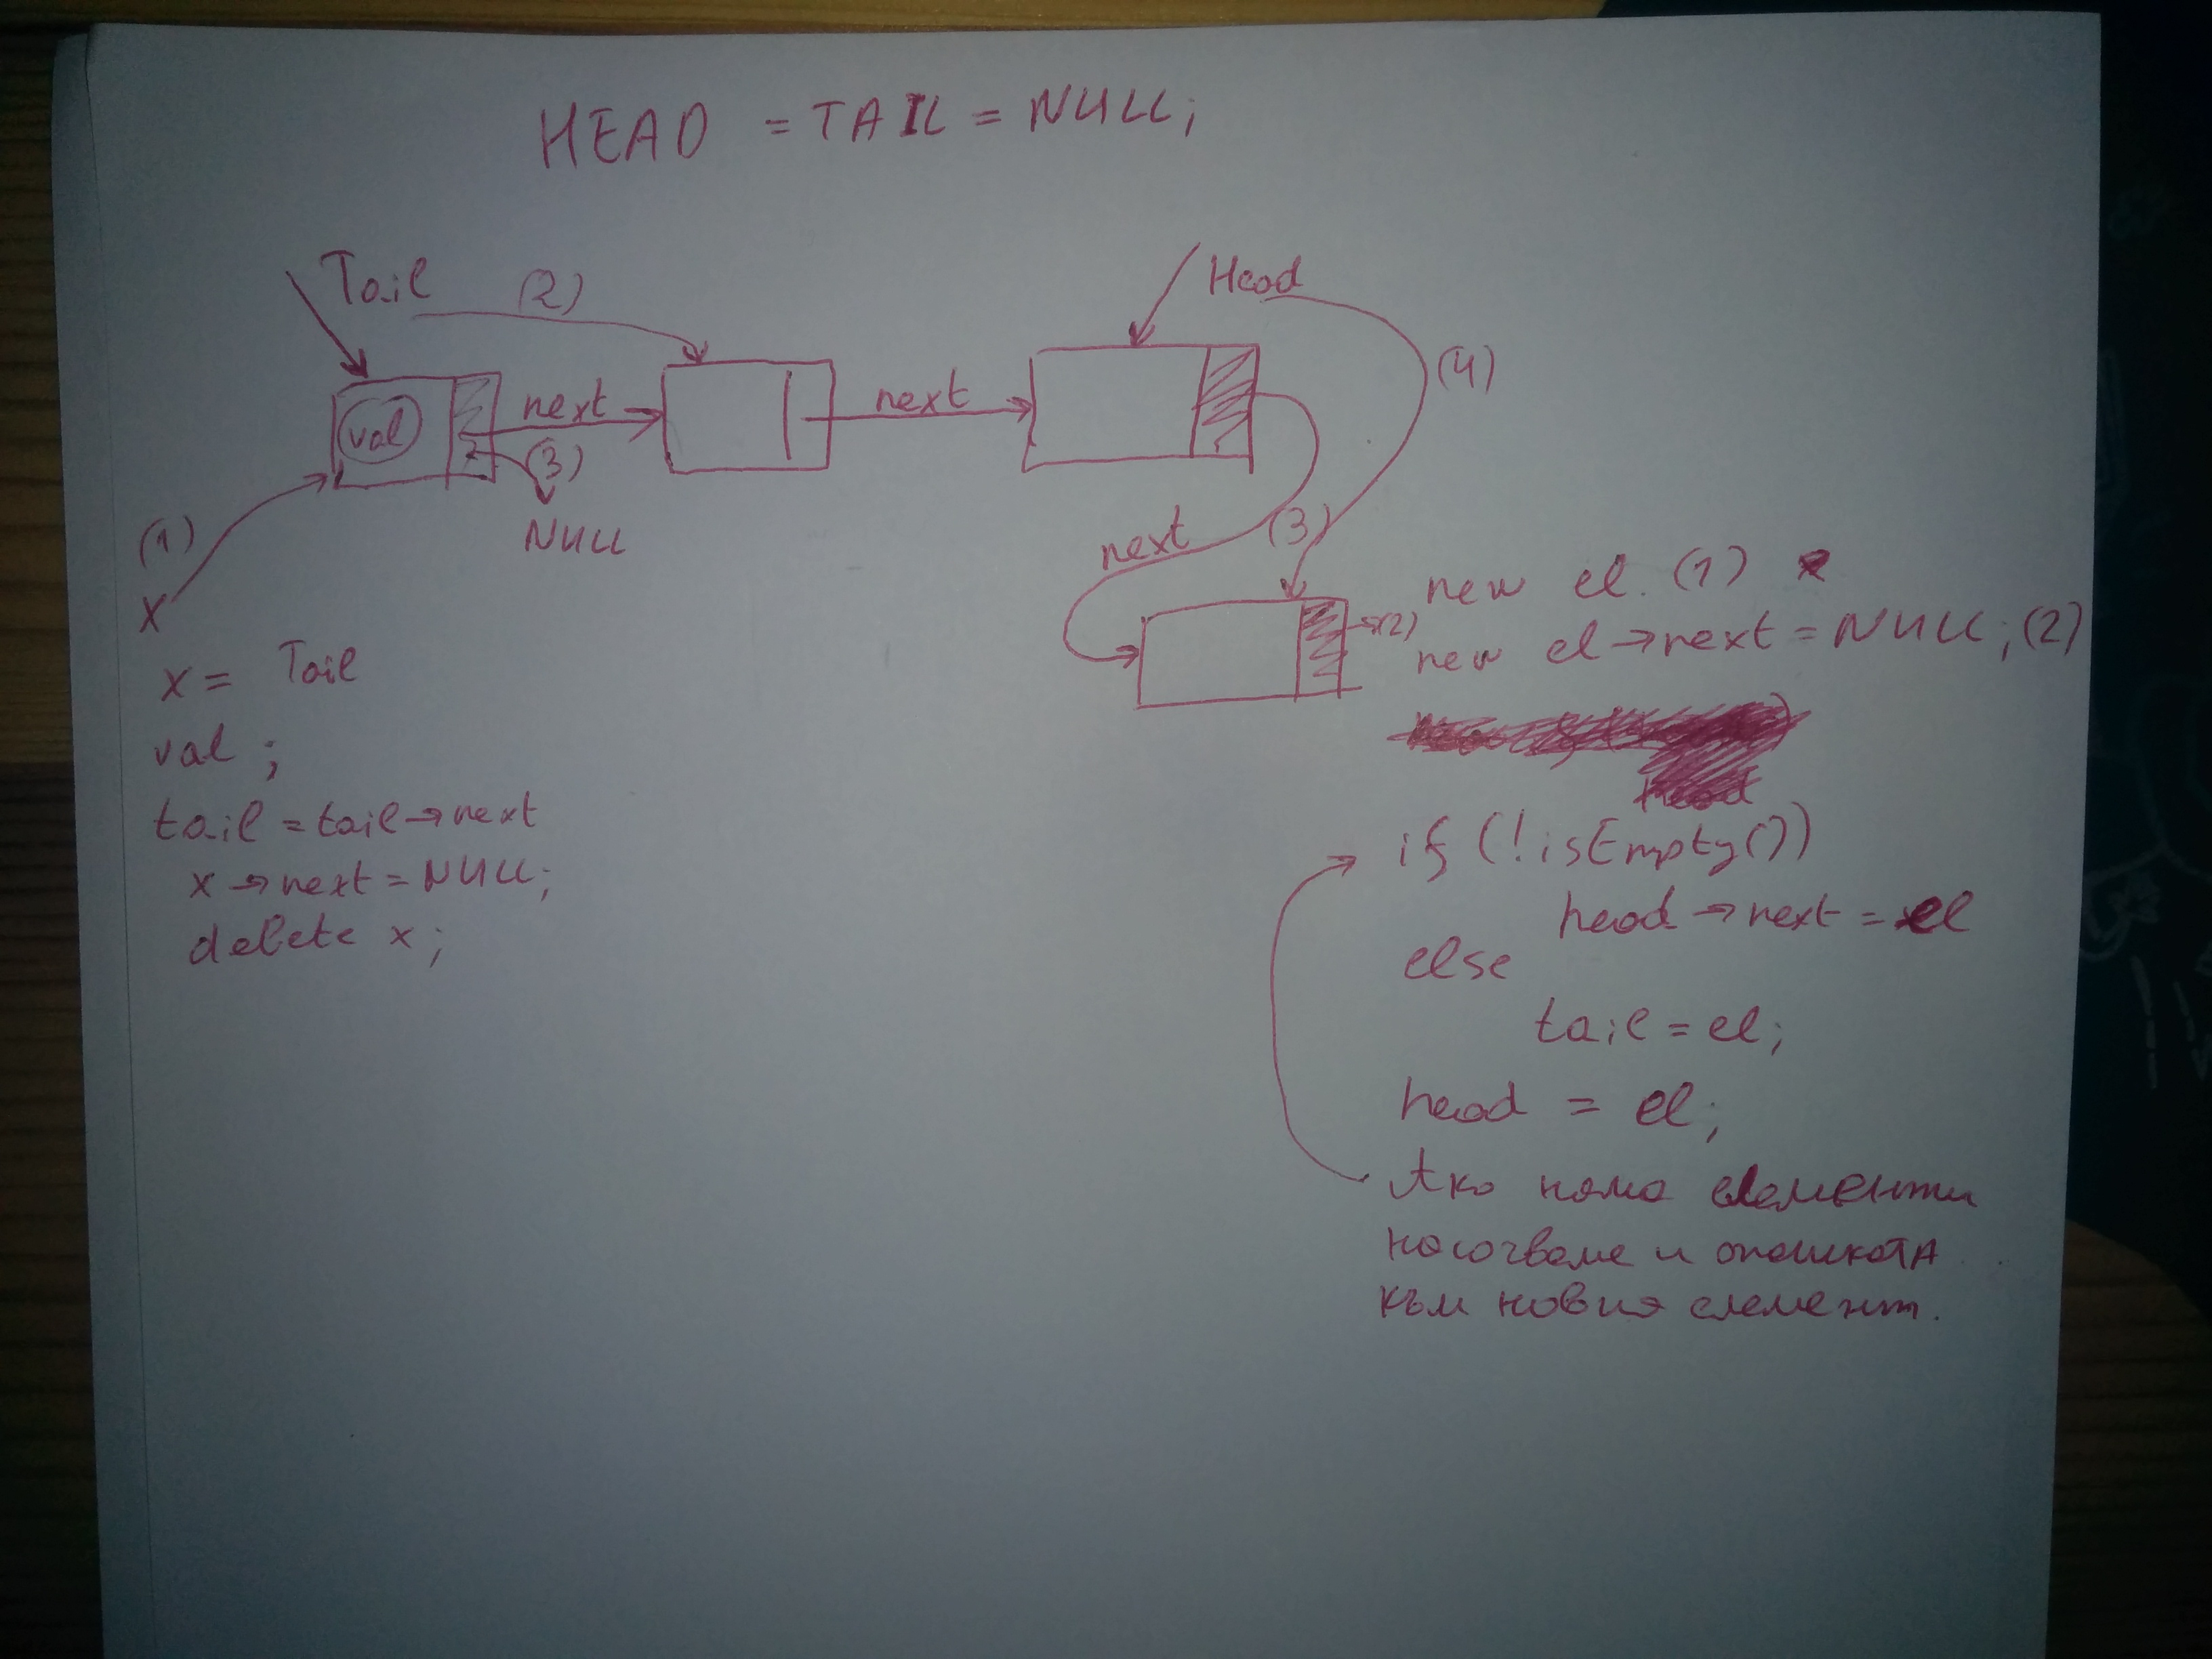 HEAD = TAIL = NULL;
Tail (2)
Head
(4)
val next next
(3)
NULL
(1)
next (3)
X
new el. (1)
(2)
new el → next = NULL; (2)
x = Tail
val ;
tail = tail → next
x → next = NULL;
delete x;
head
if (!isEmpty())
head → next = el
else
tail = el;
head = el;
Ако няма елементи
насочваме и опашката
към новия елемент.